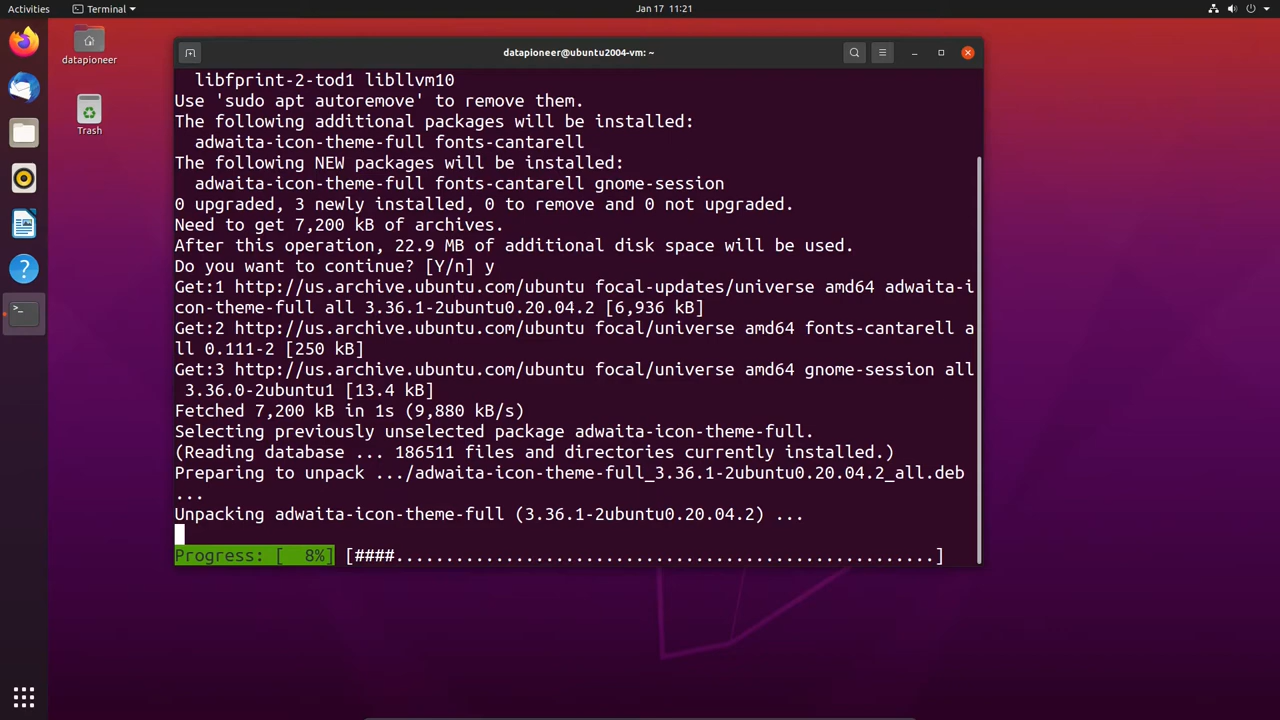 Activities
Terminal
Jan 17 11:21
datapioneer
Trash
datapioneer@ubuntu2004-vm: ~
libfprint-2-tod1 libllvm10
Use 'sudo apt autoremove' to remove them.
The following additional packages will be installed:
adwaita-icon-theme-full fonts-cantarell
The following NEW packages will be installed:
adwaita-icon-theme-full fonts-cantarell gnome-session
0 upgraded, 3 newly installed, 0 to remove and 0 not upgraded.
Need to get 7,200 kB of archives.
After this operation, 22.9 MB of additional disk space will be used.
Do you want to continue? [Y/n] y
Get:1 http://us.archive.ubuntu.com/ubuntu focal-updates/universe amd64 adwaita-i
con-theme-full all 3.36.1-2ubuntu0.20.04.2 [6,936 kB]
Get:2 http://us.archive.ubuntu.com/ubuntu focal/universe amd64 fonts-cantarell a
ll 0.111-2 [250 kB]
Get:3 http://us.archive.ubuntu.com/ubuntu focal/universe amd64 gnome-session all
3.36.0-2ubuntu1 [13.4 kB]
Fetched 7,200 kB in 1s (9,880 kB/s)
Selecting previously unselected package adwaita-icon-theme-full.
(Reading database ... 186511 files and directories currently installed.)
Preparing to unpack .../adwaita-icon-theme-full_3.36.1-2ubuntu0.20.04.2_all.deb
...
Unpacking adwaita-icon-theme-full (3.36.1-2ubuntu0.20.04.2) ...
Progress: [  8%] [####......................................................]